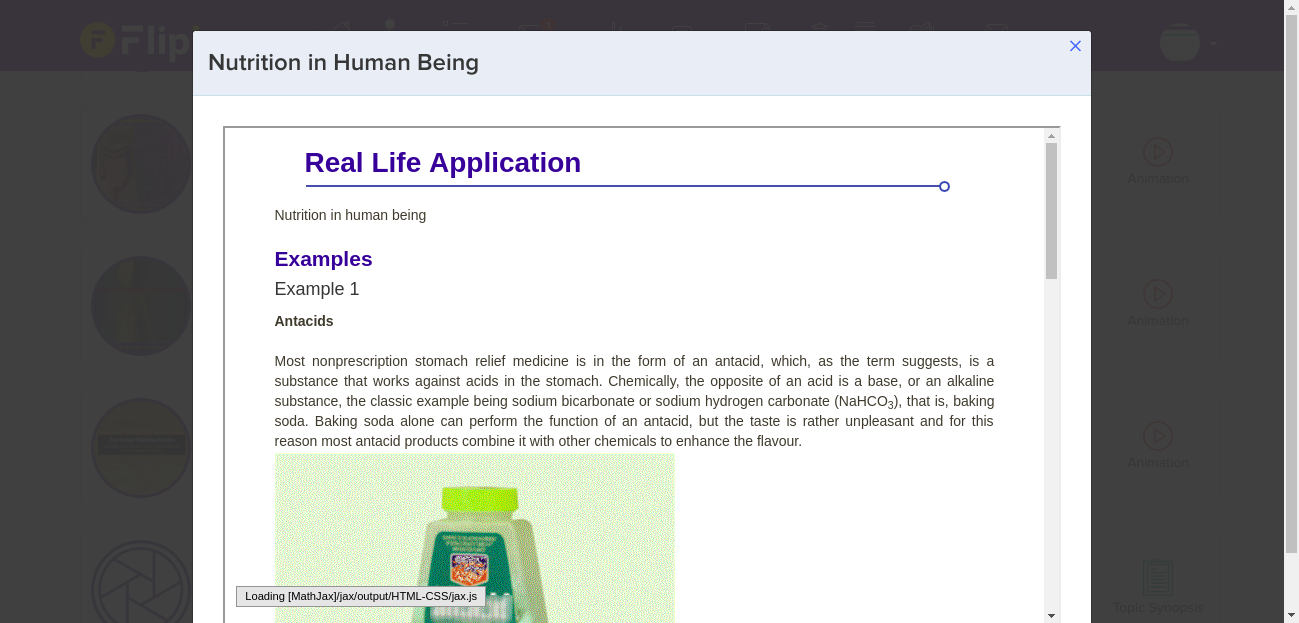 Flip
Nutrition in Human Being
Real Life Application
Nutrition in human being
Examples
Example 1
Antacids
Most nonprescription stomach relief medicine is in the form of an antacid, which, as the term suggests, is a
substance that works against acids in the stomach. Chemically, the opposite of an acid is a base, or an alkaline
substance, the classic example being sodium bicarbonate or sodium hydrogen carbonate (NaHCO₃), that is, baking
soda. Baking soda alone can perform the function of an antacid, but the taste is rather unpleasant and for this
reason most antacid products combine it with other chemicals to enhance the flavour.
Loading [MathJax]/jax/output/HTML-CSS/jax.js
Animation
Animation
Animation
Topic Synopsis